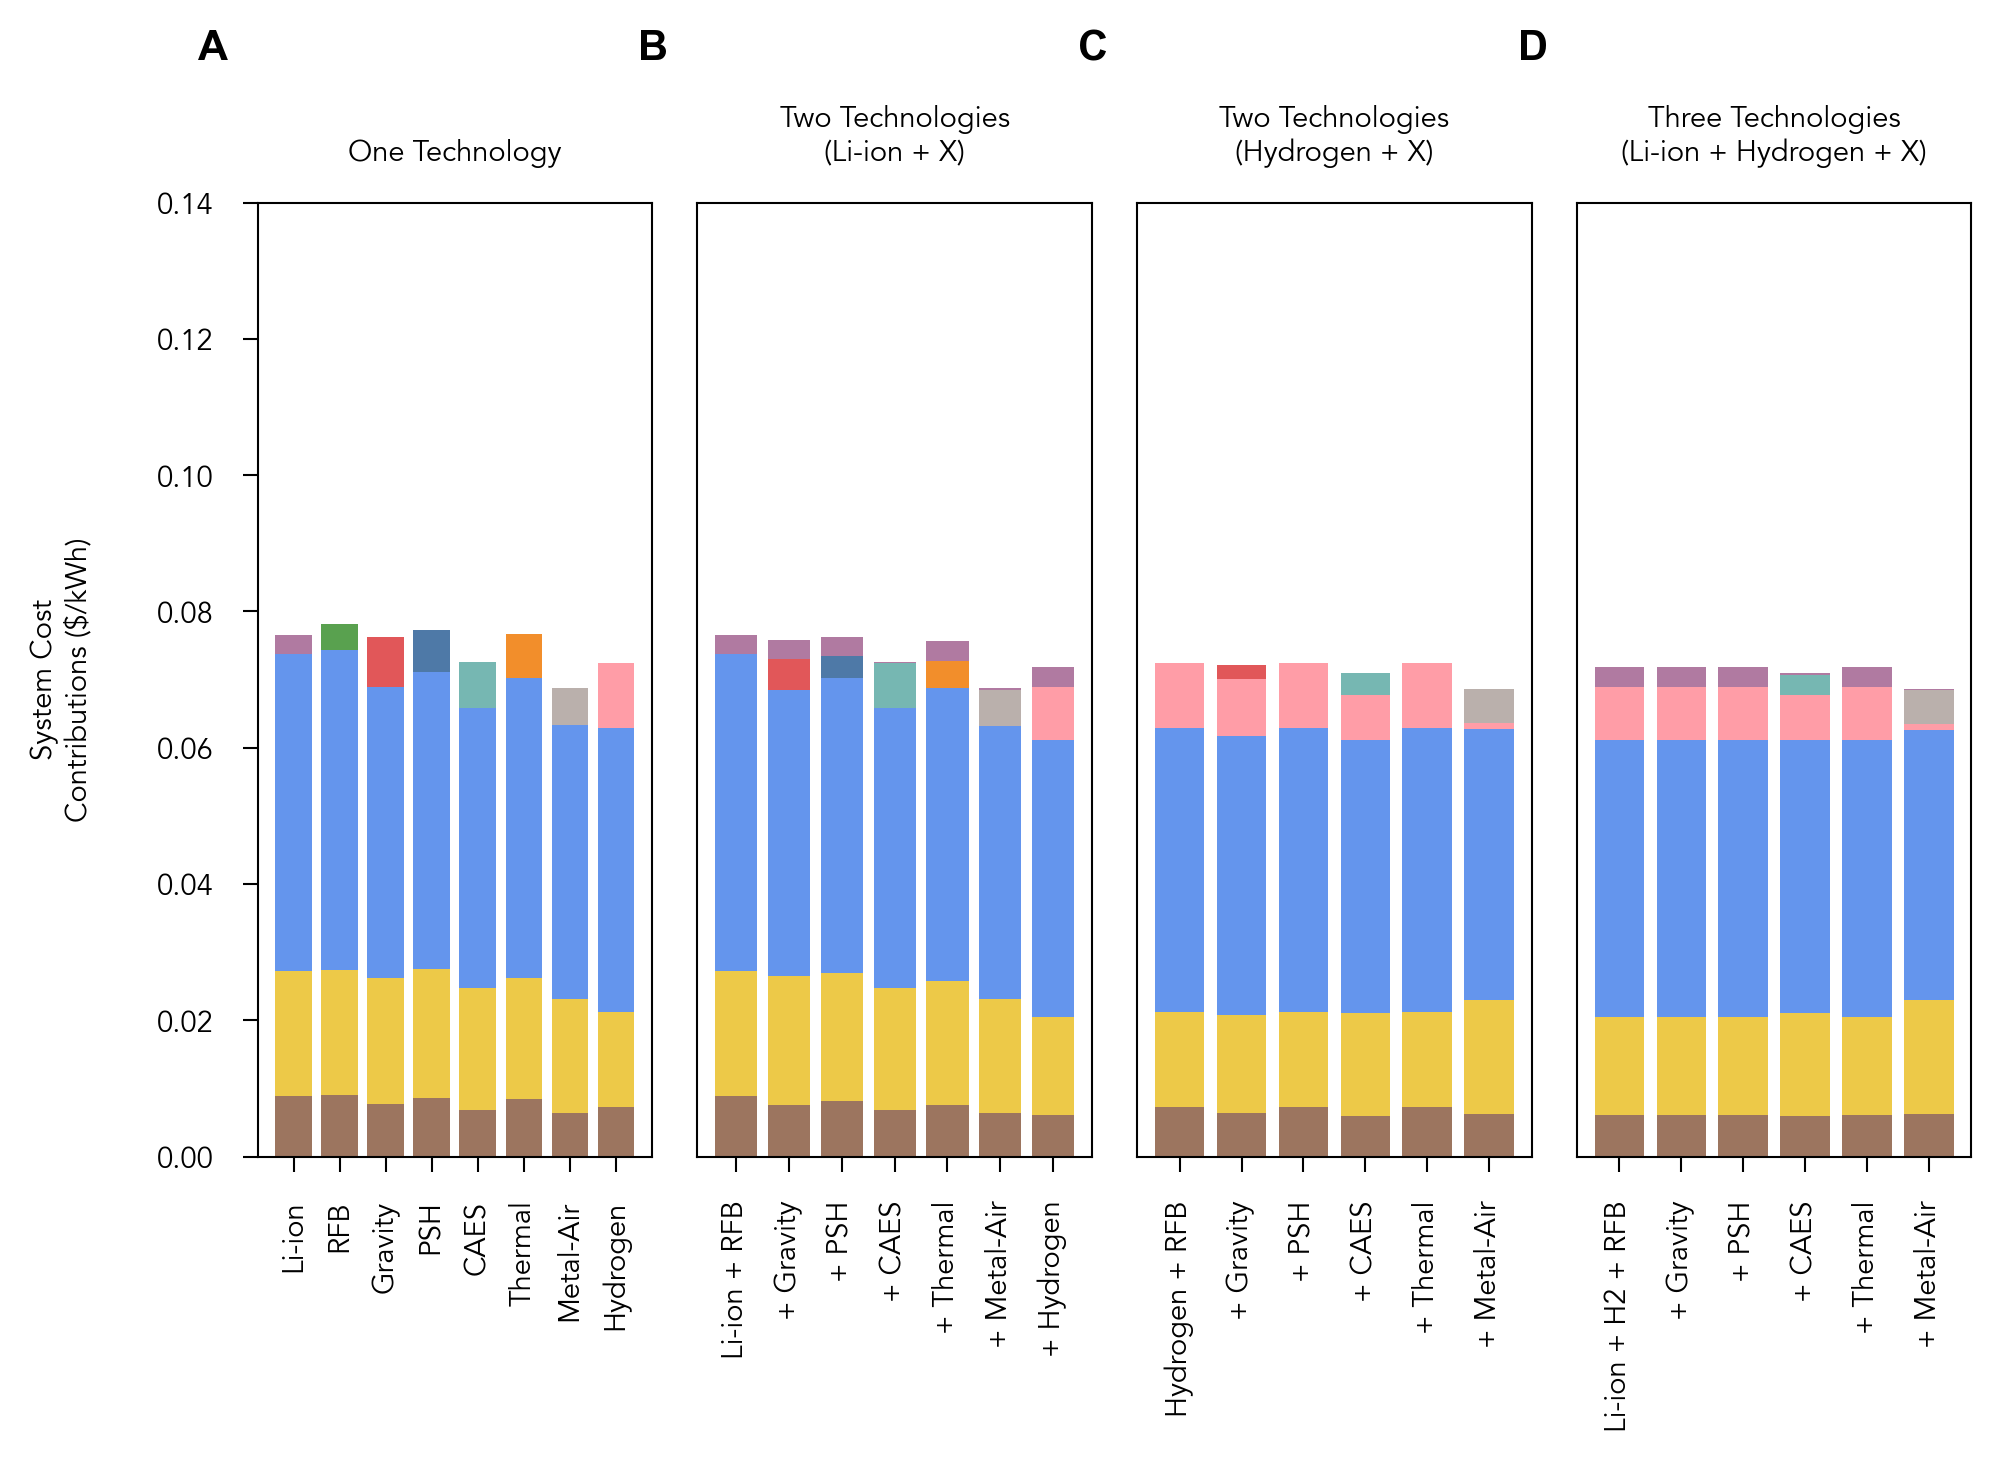 A
B
C
D
One Technology
Two Technologies
(Li-ion + X)
Two Technologies
(Hydrogen + X)
Three Technologies
(Li-ion + Hydrogen + X)
System Cost
Contributions ($/kWh)
0.14
0.12
0.10
0.08
0.06
0.04
0.02
0.00
Li-ion
RFB
Gravity
PSH
CAES
Thermal
Metal-Air
Hydrogen
Li-ion + RFB
+ Gravity
+ PSH
+ CAES
+ Thermal
+ Metal-Air
+ Hydrogen
Hydrogen + RFB
+ Gravity
+ PSH
+ CAES
+ Thermal
+ Metal-Air
Li-ion + H2 + RFB
+ Gravity
+ PSH
+ CAES
+ Thermal
+ Metal-Air